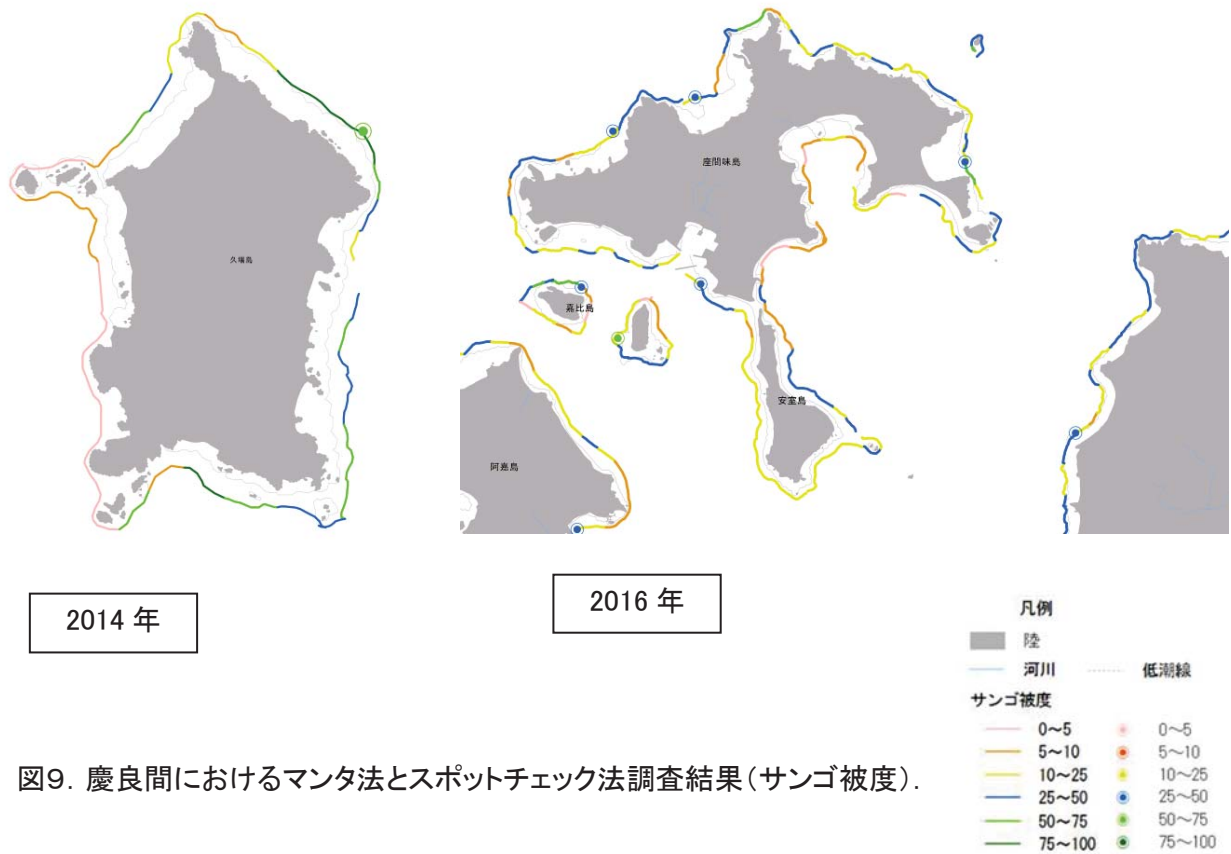 久場島
座間味島
嘉比島
安室島
阿嘉島
2014 年
2016 年
凡例
陸
河川 低潮線
サンゴ被度
0～5 0～5
5～10 5～10
10～25 10～25
25～50 25～50
50～75 50～75
75～100 75～100
図9. 慶良間におけるマンタ法とスポットチェック法調査結果(サンゴ被度).